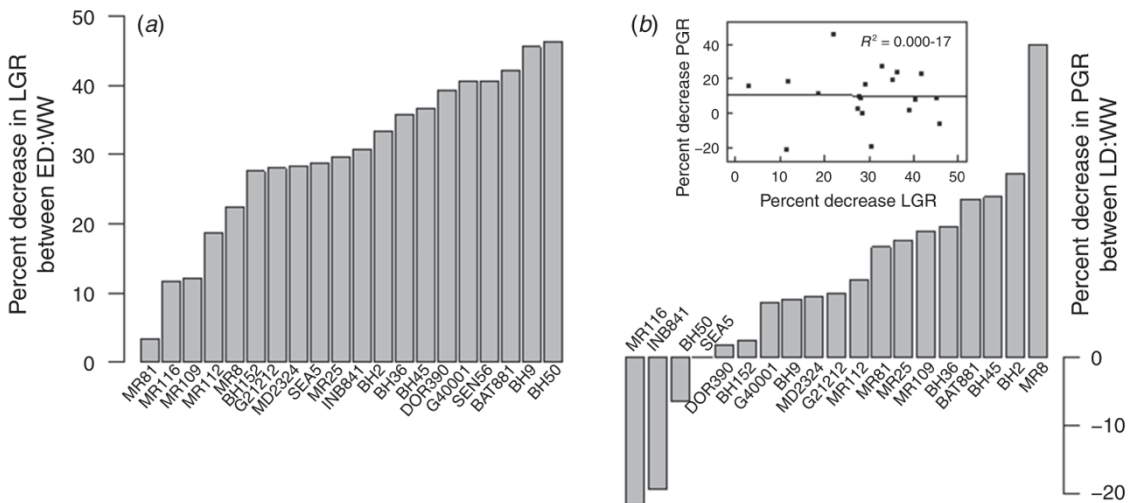 (a)
Percent decrease in LGR
between ED:WW
50
40
30
20
10
0
MR81
MR116
MR109
MR112
MR8
BH152
G21212
MD2324
SEA5
MR25
INB841
BH2
BH36
BH45
DOR390
G40001
SEN56
BAT881
BH9
BH50
(b)
R² = 0.000-17
Percent decrease PGR
40
20
0
−20
0
10
20
30
40
50
Percent decrease LGR
Percent decrease in PGR
between LD:WW
0
−10
−20
MR116
INB841
BH50
SEA5
DOR390
BH152
G40001
BH9
MD2324
G21212
MR112
MR81
MR25
MR109
BH36
BAT881
BH45
BH2
MR8